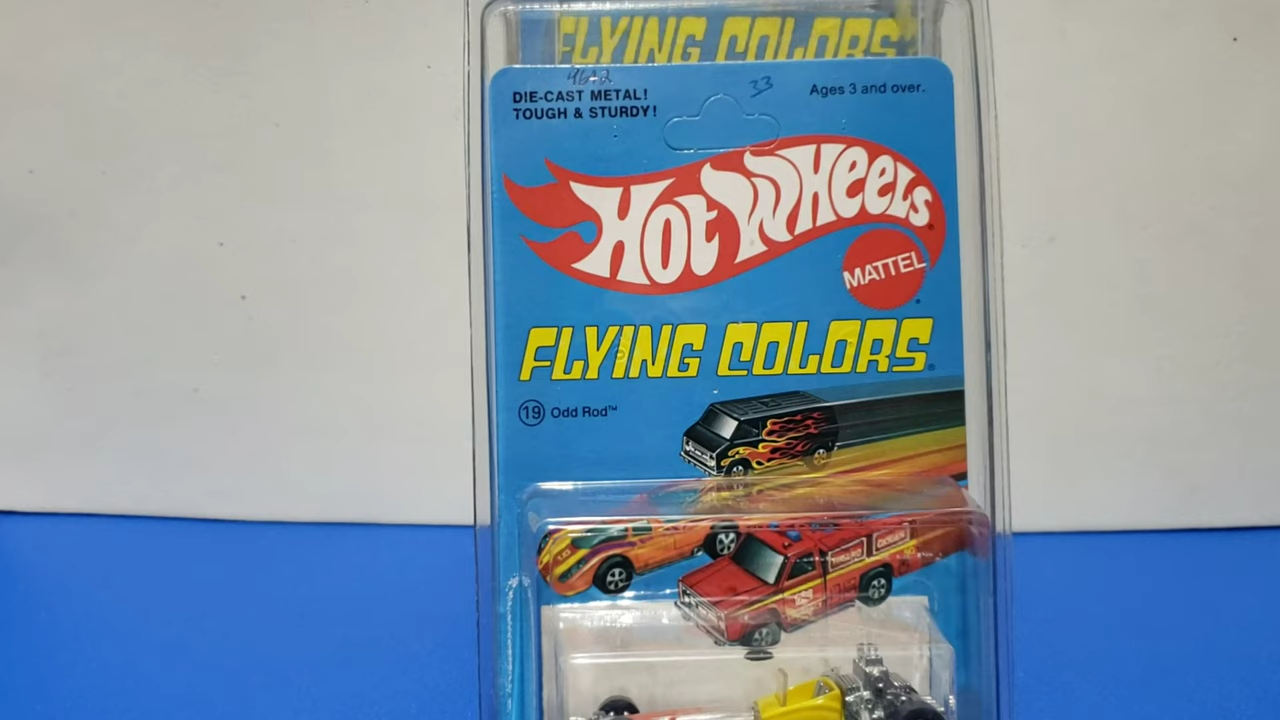 FLYING COLORS
33
DIE-CAST METAL! Ages 3 and over.
TOUGH & STURDY!
HOT WHEELS
MATTEL
FLYING COLORS
19 Odd Rod™